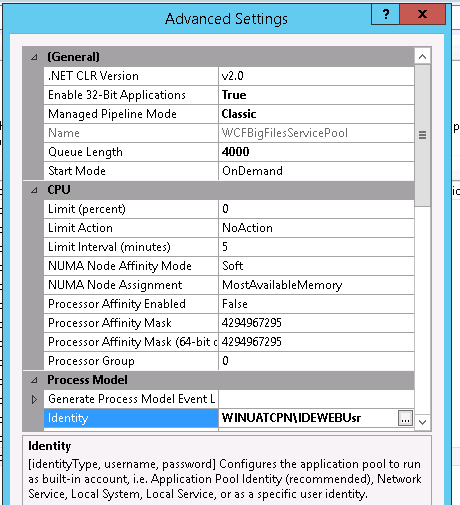 Advanced Settings
? x
(General)
.NET CLR Version v2.0
Enable 32-Bit Applications True
Managed Pipeline Mode Classic
Name WCFBigFilesServicePool
Queue Length 4000
Start Mode OnDemand
CPU
Limit (percent) 0
Limit Action NoAction
Limit Interval (minutes) 5
NUMA Node Affinity Mode Soft
NUMA Node Assignment MostAvailableMemory
Processor Affinity Enabled False
Processor Affinity Mask 4294967295
Processor Affinity Mask (64-bit c 4294967295
Processor Group 0
Process Model
Generate Process Model Event L
Identity WINUATCPN\IDEWEBUsr ...
Identity
[identityType, username, password] Configures the application pool to run
as built-in account, i.e. Application Pool Identity (recommended), Network
Service, Local System, Local Service, or as a specific user identity.